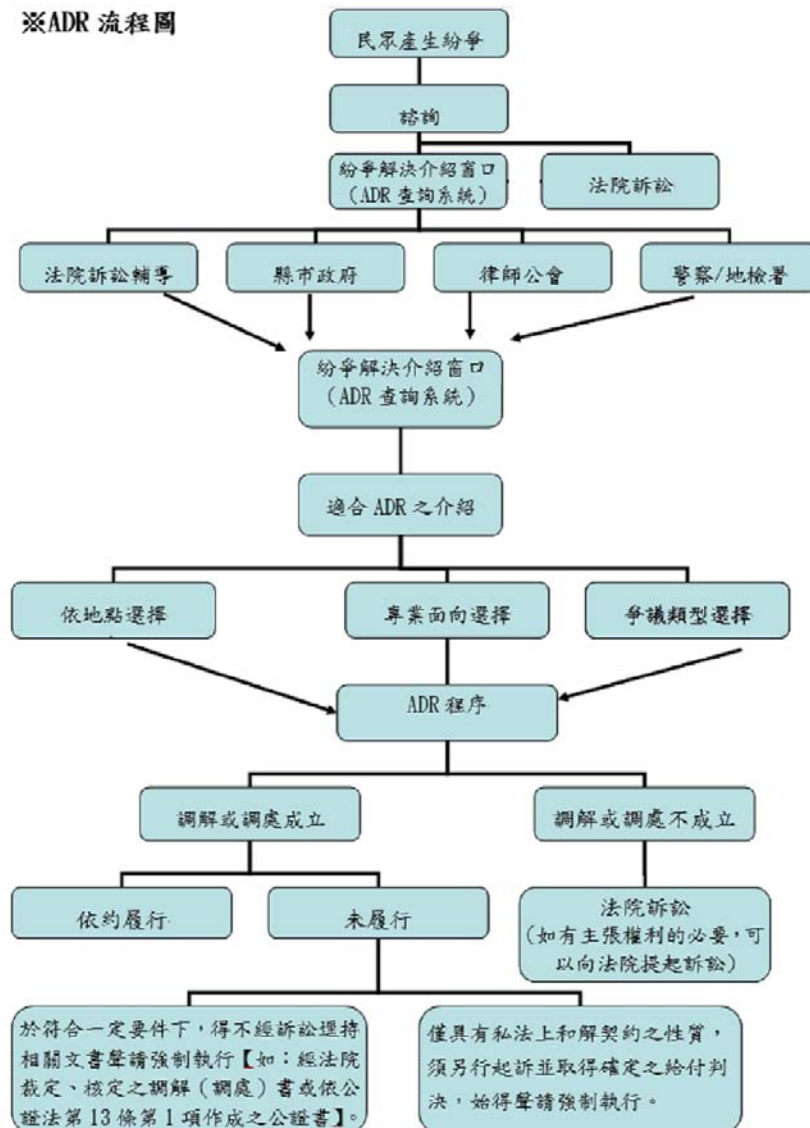 ※ADR 流程圖
民眾產生紛爭
諮詢
紛爭解決介紹窗口
（ADR 查詢系統）
法院訴訟
法院訴訟輔導
縣市政府
律師公會
警察/地檢署
紛爭解決介紹窗口
（ADR 查詢系統）
適合 ADR 之介紹
依地點選擇
專業面向選擇
爭議類型選擇
ADR 程序
調解或調處成立
調解或調處不成立
依約履行
未履行
法院訴訟
（如有主張權利的必要，可
以向法院提起訴訟）
於符合一定要件下，得不經訴訟逕持
相關文書聲請強制執行【如：經法院
裁定、核定之調解（調處）書或依公
證法第 13 條第 1 項作成之公證書】。
僅具有私法上和解契約之性質，
須另行起訴並取得確定之給付判
決，始得聲請強制執行。